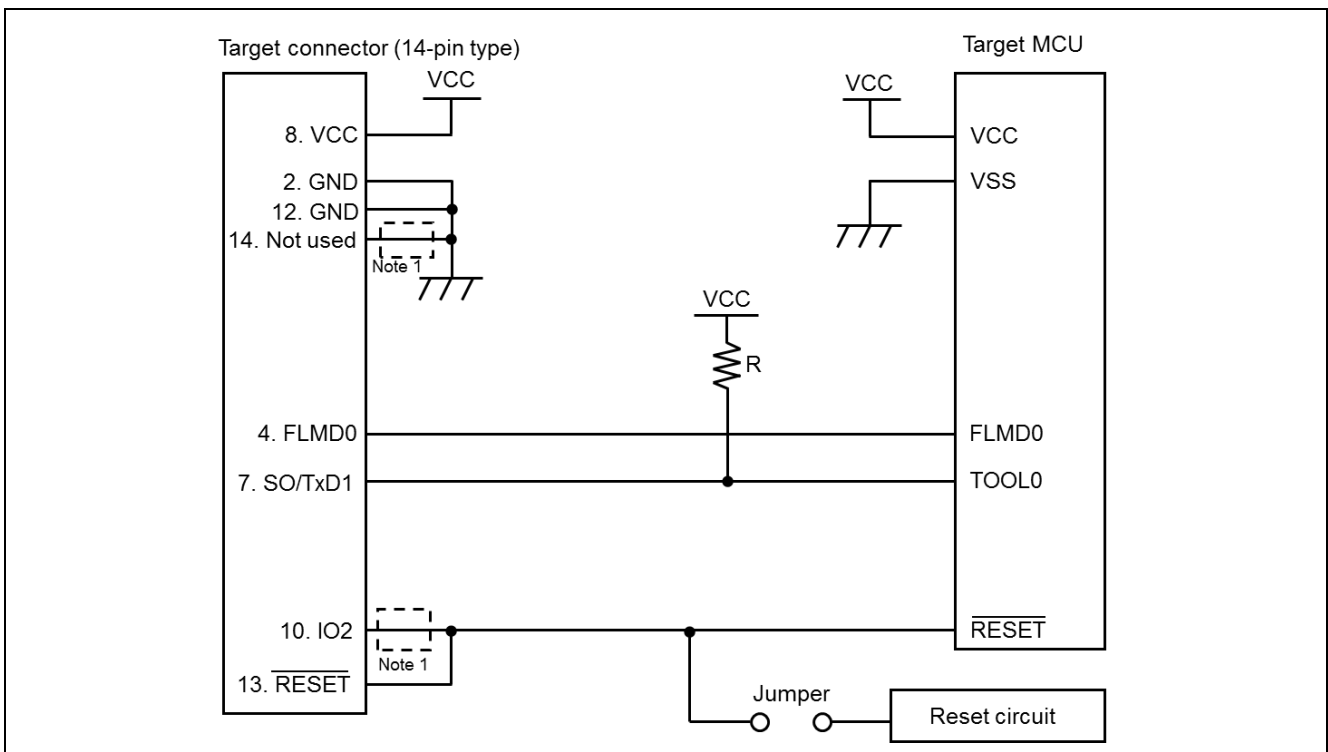 Target connector (14-pin type)
Target MCU
VCC
VCC
8. VCC
VCC
2. GND
VSS
12. GND
14. Not used
Note 1
VCC
R
4. FLMD0
FLMD0
7. SO/TxD1
TOOL0
10. IO2
RESET
Note 1
13. RESET
Jumper
Reset circuit